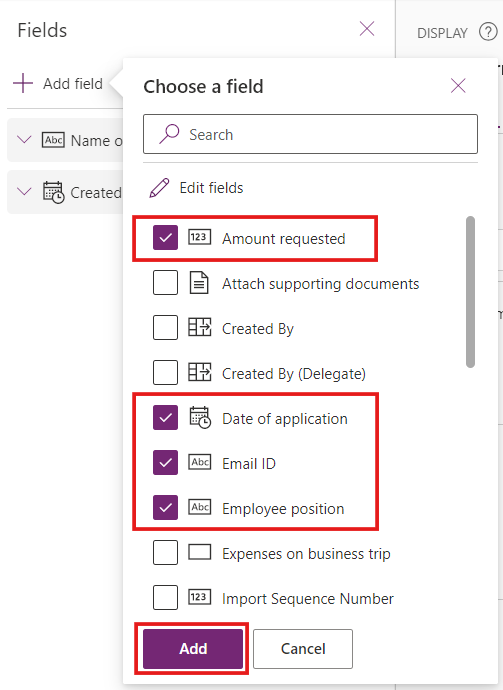 Fields
DISPLAY
Add field
Choose a field
Search
Abc Name o
Edit fields
Created
123 Amount requested
Attach supporting documents
Created By
Created By (Delegate)
Date of application
Abc Email ID
Abc Employee position
Expenses on business trip
123 Import Sequence Number
Add
Cancel